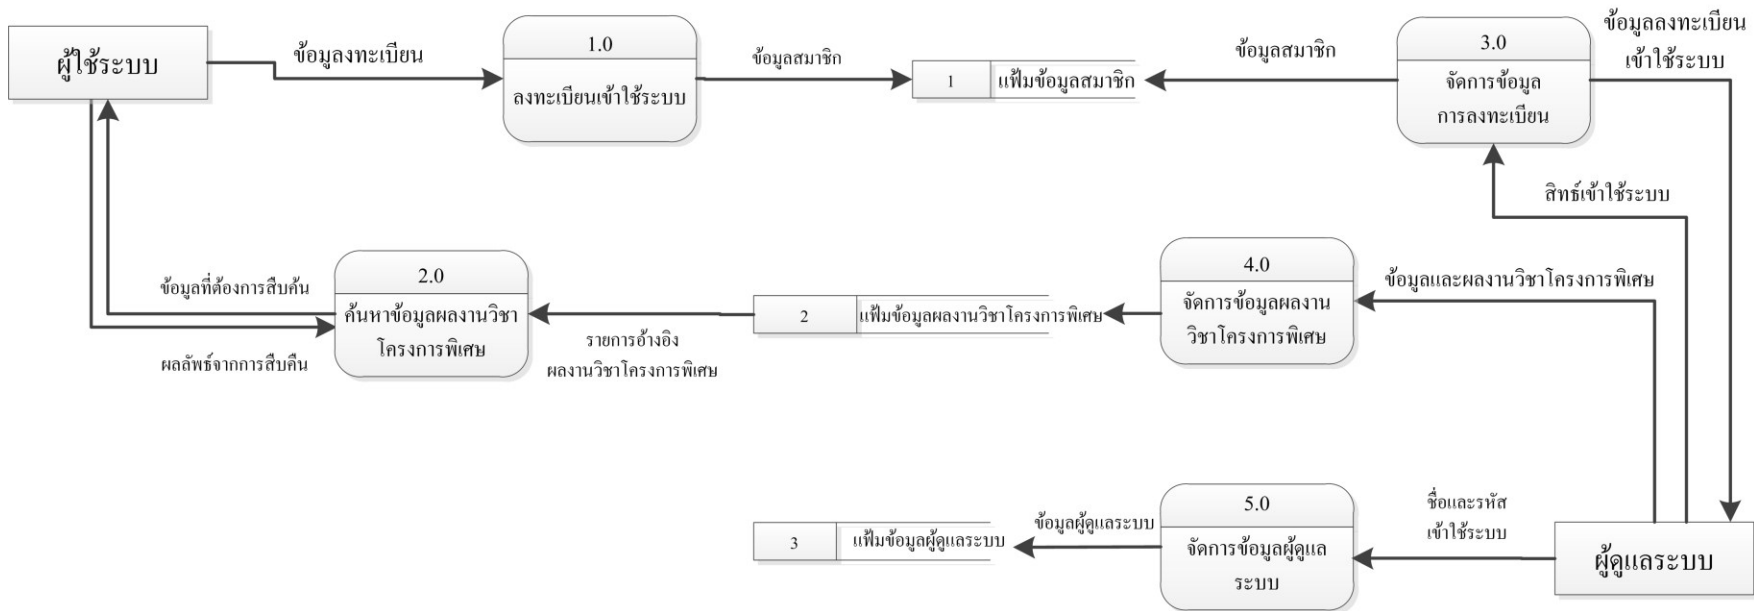 ผู้ใช้ระบบ
ข้อมูงทะเบียน
1.0
ลงทะเบียนเข้าใช้ระบบ
ข้อมูลสมาชิก
1
แฟ้มข้อมูลสมาชิก
ข้อมูลสมาชิก
3.0
จัดการข้อมูล
การลงทะเบียน
ข้อมูลลงทะเบียน
เข้าใช้ระบบ
สิทธ์เข้าใช้ระบบ
ข้อมูลที่ต้องการสืบค้น
ผลลัพธ์จากการสืบคืน
2.0
ค้นหาข้อมูลผลงานวิชา
โครงการพิเศษ
รายการอ้างอิง
ผลงานวิชาโครงการพิเศษ
2
แฟ้มข้อมูลผลงานวิชาโครงการพิเศษ
4.0
จัดการข้อมูลผลงาน
วิชาโครงการพิเศษ
ข้อมูลและผลงานวิชาโครงการพิเศษ
3
แฟ้มข้อมูลผู้ดูแลระบบ
ข้อมูลผู้ดูแลระบบ
5.0
จัดการข้อมูลผู้ดูแล
ระบบ
ชื่อและรหัส
เข้าใช้ระบบ
ผู้ดูแลระบบ